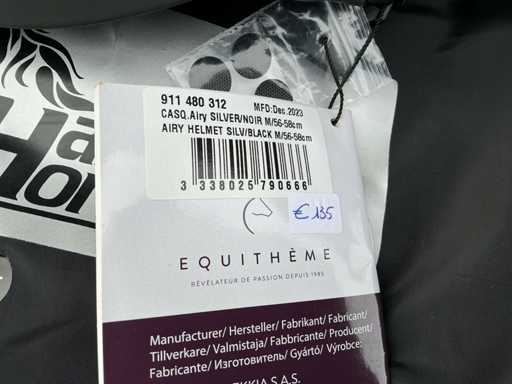 911 480 312 MFD:Dec.2023
CASQ.Airy SILVER/NOIR M/56-58cm
AIRY HELMET SILV/BLACK M/56-58cm
3 338025 790666
€ 135
EQUITHÈME
RÉVÉLATEUR DE PASSION DEPUIS 1985
Manufacturer/ Hersteller/ Fabrikant/ Fabricant/
Tillverkare/ Valmistaja/ Fabbricante/ Producent/
Fabricante/ Изготовитель/ Gyártó/ Výrobce: